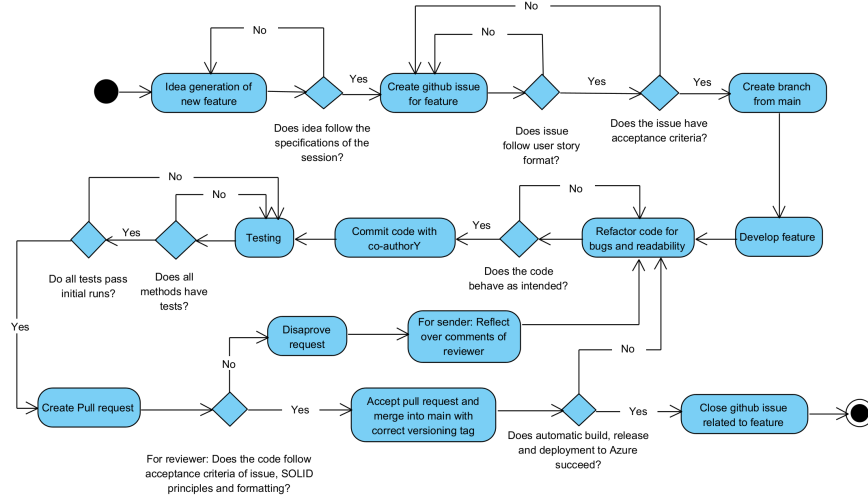 No
No
No
Idea generation of
new feature
Yes
Create github issue
for feature
Yes
Yes
Create branch
from main
Does idea follow the
specifications of the
session?
Does issue
follow user story
format?
Does the issue have
acceptance criteria?
No
No
No
Do all tests pass
initial runs?
Yes
Does all
methods have
tests?
Testing
Commit code with
co-authorY
Yes
Does the code
behave as intended?
Refactor code for
bugs and readability
Develop feature
Yes
Disaprove
request
For sender: Reflect
over comments of
reviewer
No
No
Create Pull request
Yes
Accept pull request and
merge into main with
correct versioning tag
Yes
Close github issue
related to feature
For reviewer: Does the code follow
acceptance criteria of issue, SOLID
principles and formatting?
Does automatic build, release
and deployment to Azure
succeed?